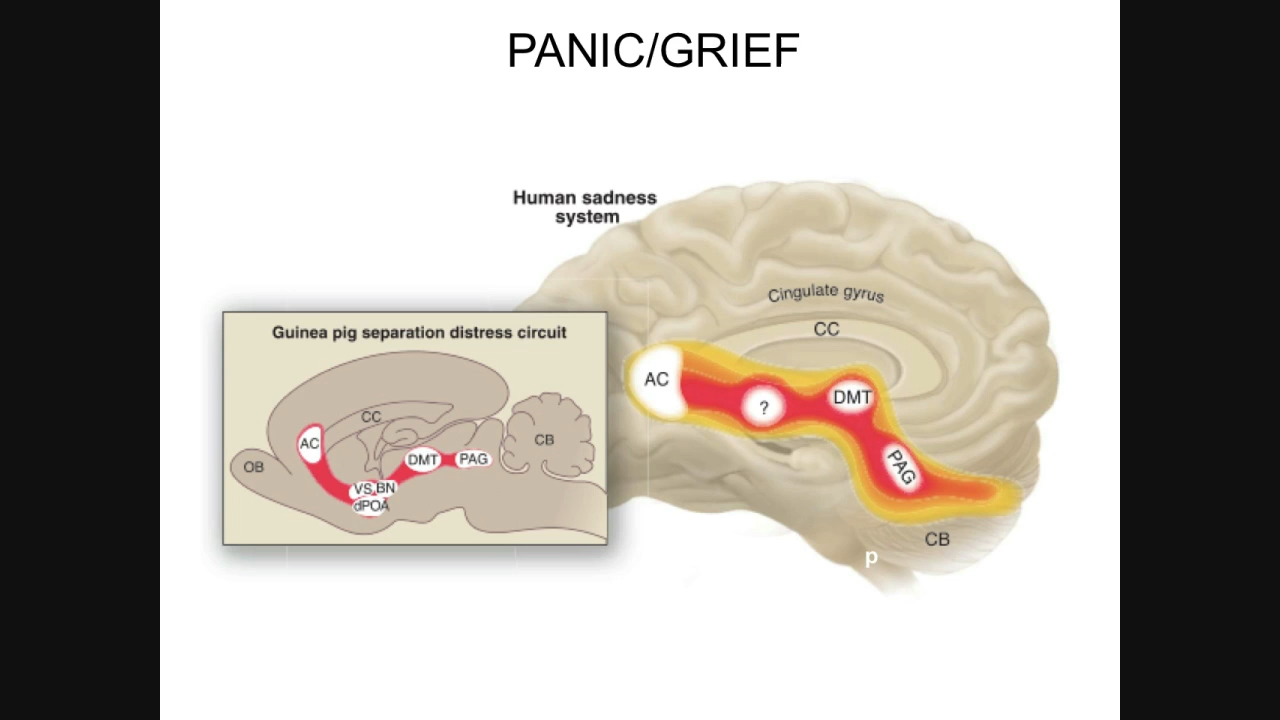 PANIC/GRIEF
Human sadness
system
Cingulate gyrus
CC
AC
?
DMT
PAG
CB
p
Guinea pig separation distress circuit
CC
AC
OB
CB
DMT
PAG
VS BN
dPOA